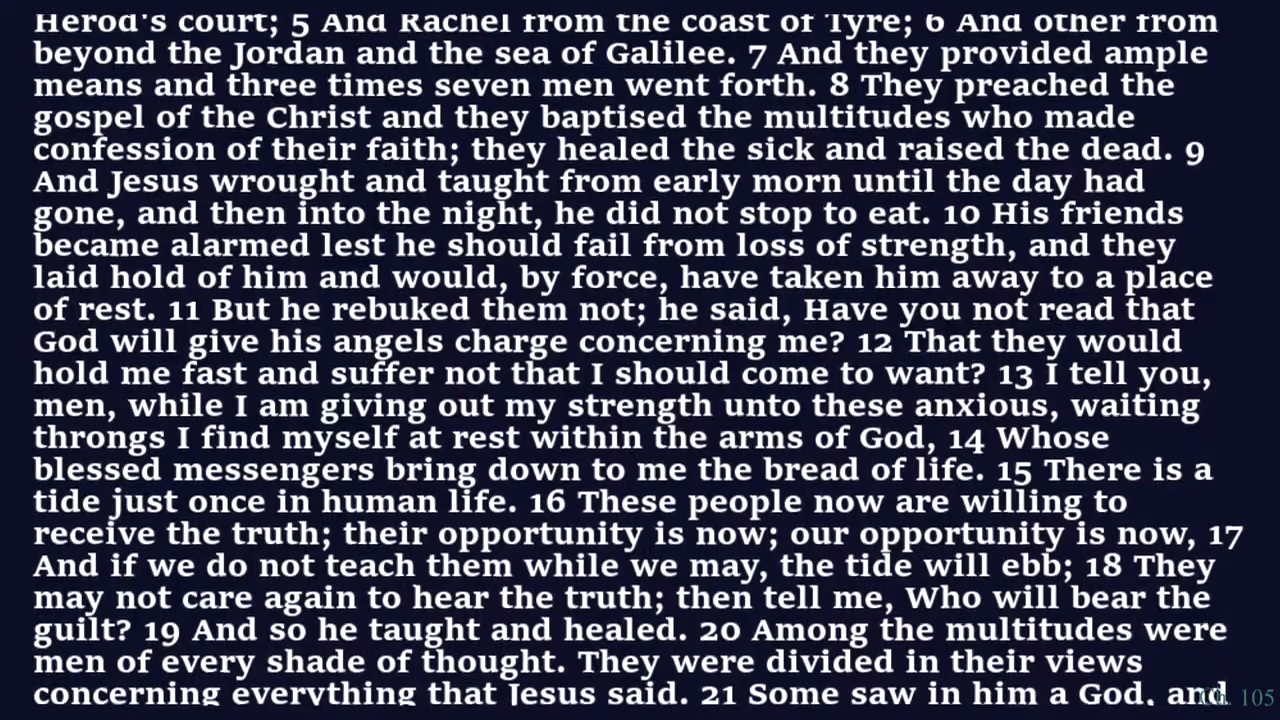 Herod's court; 5 And Rachel from the coast of Tyre; 6 And other from
beyond the Jordan and the sea of Galilee. 7 And they provided ample
means and three times seven men went forth. 8 They preached the
gospel of the Christ and they baptised the multitudes who made
confession of their faith; they healed the sick and raised the dead. 9
And Jesus wrought and taught from early morn until the day had
gone, and then into the night, he did not stop to eat. 10 His friends
became alarmed lest he should fail from loss of strength, and they
laid hold of him and would, by force, have taken him away to a place
of rest. 11 But he rebuked them not; he said, Have you not read that
God will give his angels charge concerning me? 12 That they would
hold me fast and suffer not that I should come to want? 13 I tell you,
men, while I am giving out my strength unto these anxious, waiting
throngs I find myself at rest within the arms of God, 14 Whose
blessed messengers bring down to me the bread of life. 15 There is a
tide just once in human life. 16 These people now are willing to
receive the truth; their opportunity is now; our opportunity is now, 17
And if we do not teach them while we may, the tide will ebb; 18 They
may not care again to hear the truth; then tell me, Who will bear the
guilt? 19 And so he taught and healed. 20 Among the multitudes were
men of every shade of thought. They were divided in their views
concerning everything that Jesus said. 21 Some saw in him a God, and
Ch. 105